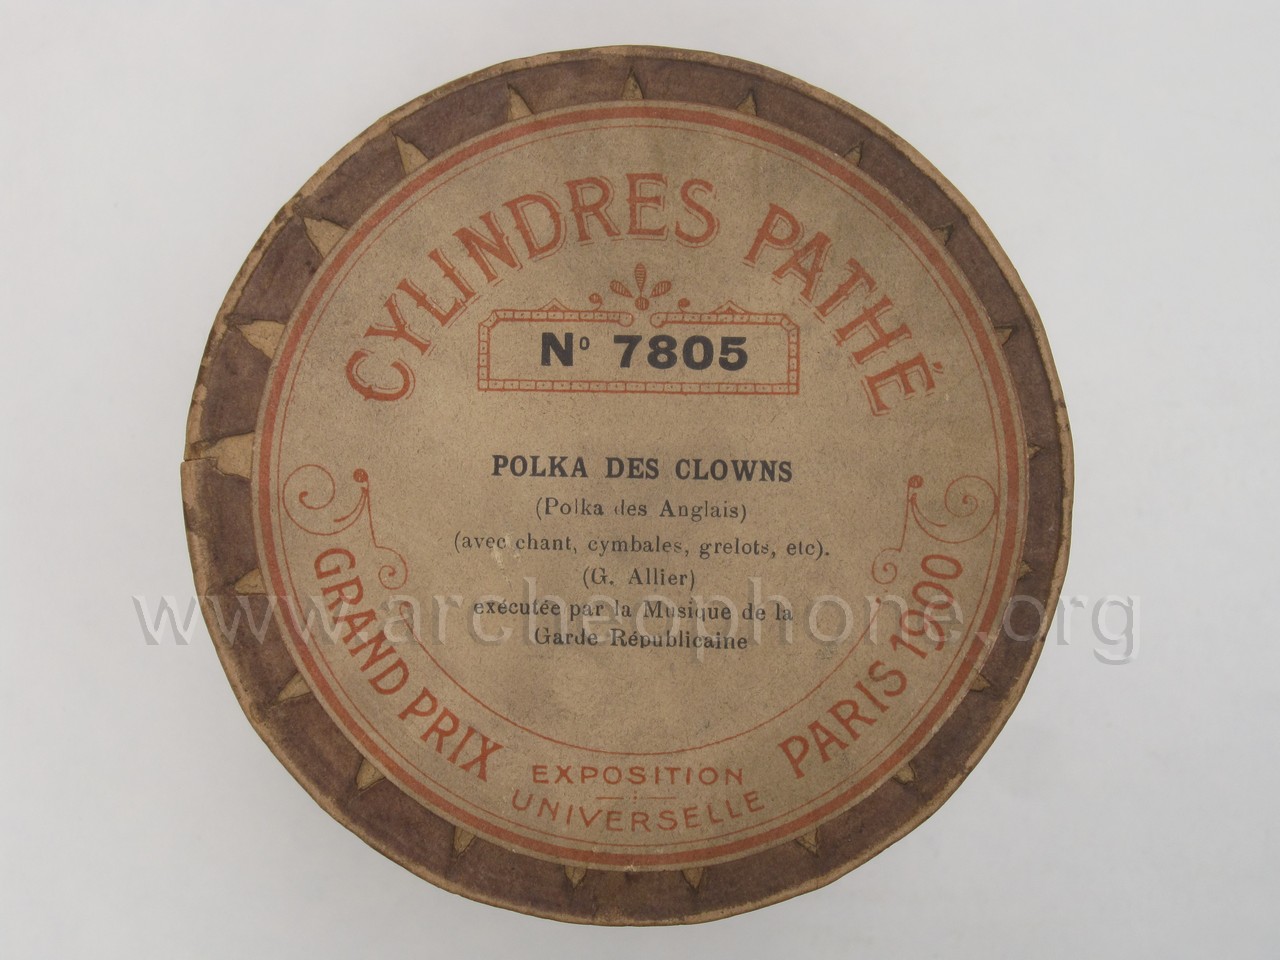 CYLINDRES PATHÉ
Nº 7805
POLKA DES CLOWNS
(Polka des Anglais)
(avec chant, cymbales, grelots, etc).
(G. Allier)
exécutée par la Musique de la
Garde Républicaine
www.archeophone.org
GRAND PRIX
EXPOSITION
UNIVERSELLE
PARIS 1900